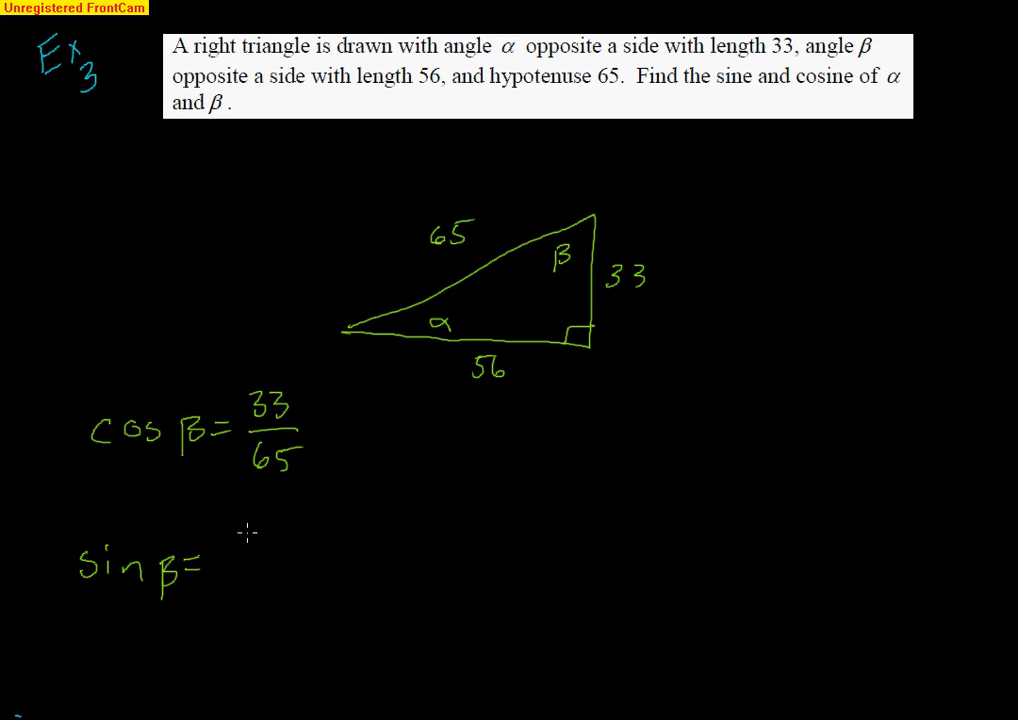 Unregistered FrontCam
Ex 3
A right triangle is drawn with angle α opposite a side with length 33, angle β
opposite a side with length 56, and hypotenuse 65. Find the sine and cosine of α
and β.
65
β
33
α
56
cos β = 33/65
sin β =